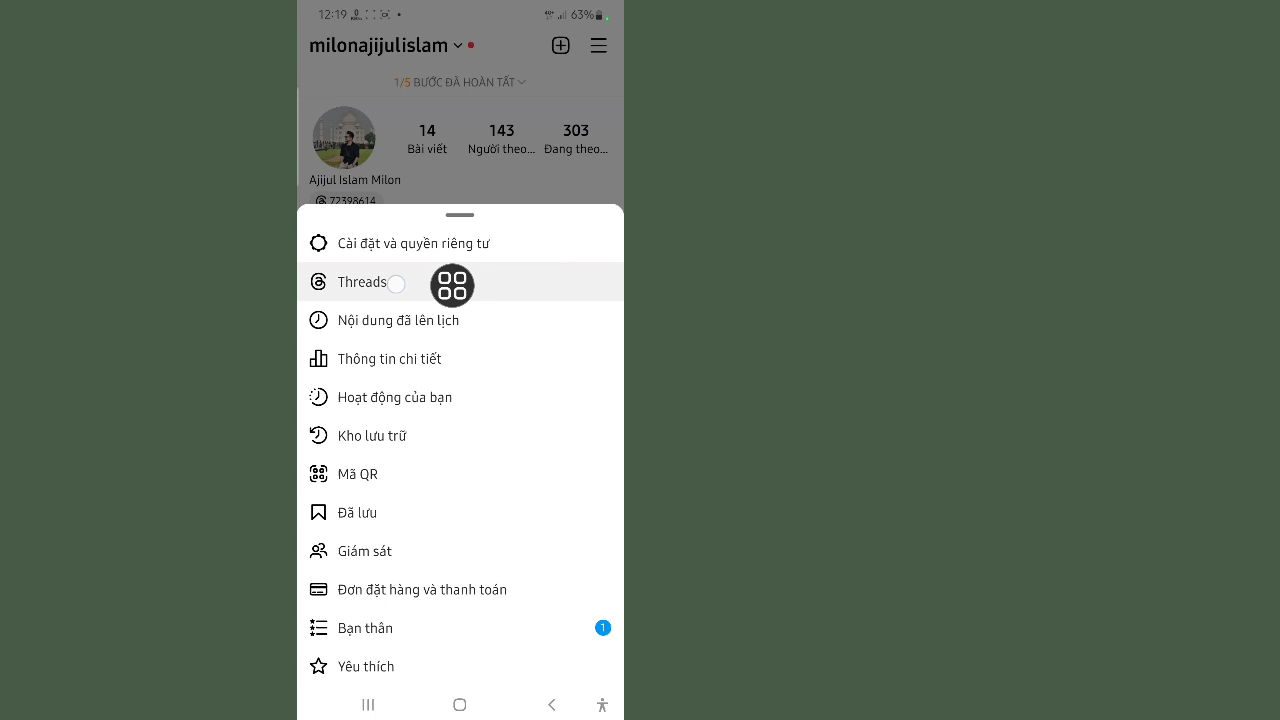 12:19 63%
milonajijulislam
1/5 BƯỚC ĐÃ HOÀN TẤT
14 143 303
Bài viết Người theo... Đang theo...
Ajijul Islam Milon
72398614
Cài đặt và quyền riêng tư
Threads
Nội dung đã lên lịch
Thông tin chi tiết
Hoạt động của bạn
Kho lưu trữ
Mã QR
Đã lưu
Giám sát
Đơn đặt hàng và thanh toán
Bạn thân 1
Yêu thích